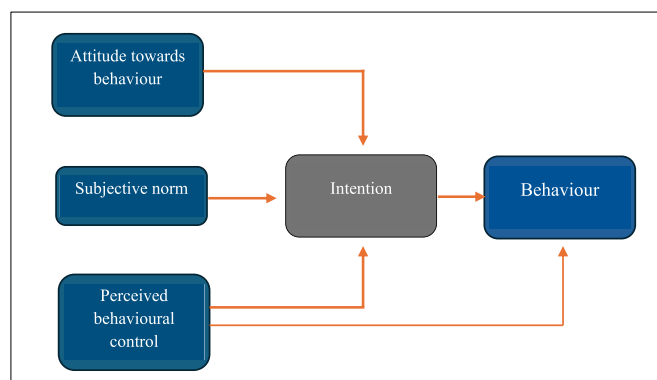 Attitude towards
behaviour
Subjective norm
Intention
Behaviour
Perceived
behavioural
control